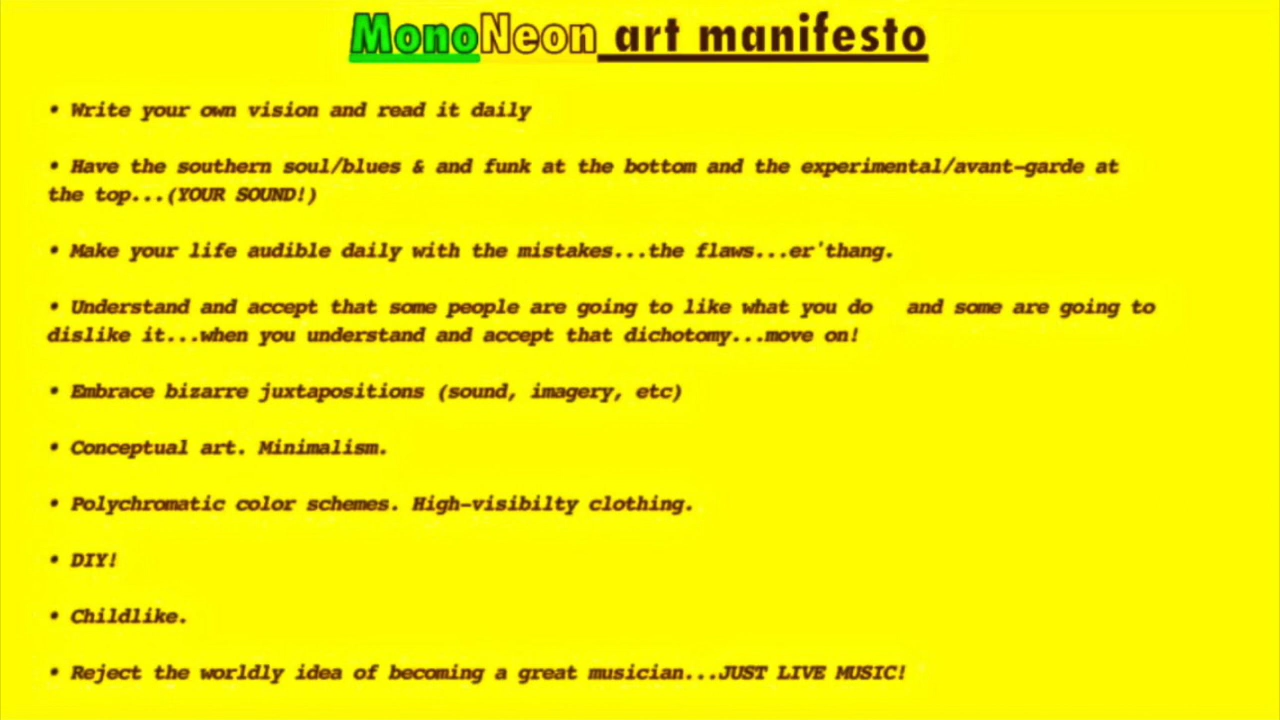 MonoNeon art manifesto
• Write your own vision and read it daily
• Have the southern soul/blues & and funk at the bottom and the experimental/avant-garde at
the top...(YOUR SOUND!)
• Make your life audible daily with the mistakes...the flaws...er'thang.
• Understand and accept that some people are going to like what you do   and some are going to
dislike it...when you understand and accept that dichotomy...move on!
• Embrace bizarre juxtapositions (sound, imagery, etc)
• Conceptual art. Minimalism.
• Polychromatic color schemes. High-visibilty clothing.
• DIY!
• Childlike.
• Reject the worldly idea of becoming a great musician...JUST LIVE MUSIC!